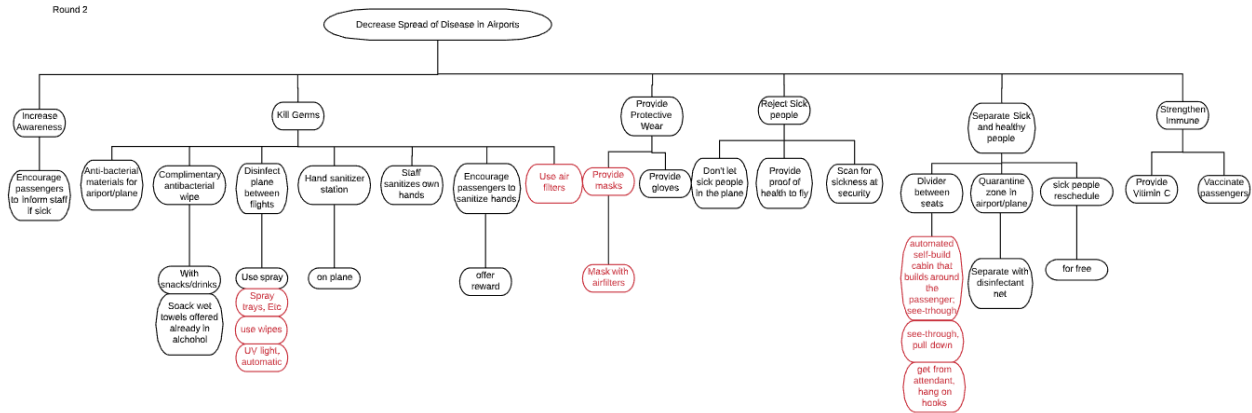 Round 2
Decrease Spread of Disease in Airports
Increase
Awareness
Kill Germs
Provide
Protective
Wear
Reject Sick
people
Separate Sick
and healthy
people
Strengthen
Immune
Encourage
passengers
to inform staff
if sick
Anti-bacterial
materials for
ariport/plane
Complimentary
antibacterial
wipe
Disinfect
plane
between
flights
Hand sanitizer
station
Staff
sanitizes own
hands
Encourage
passengers to
sanitize hands
Use air
filters
Provide
masks
Provide
gloves
Don't let
sick people
in the plane
Provide
proof of
health to fly
Scan for
sickness at
security
Divider
between
seats
Quarantine
zone in
airport/plane
sick people
reschedule
Provide
Vitimin C
Vaccinate
passengers
With
snacks/drinks
Soack wet
towels offered
already in
alchohol
Use spray
Spray
trays, Etc
use wipes
UV light,
automatic
on plane
offer
reward
Mask with
airfilters
automated
self-build
cabin that
builds around
the
passenger;
see-trhough
see-through,
pull down
get from
attendant,
hang on
hooks
Separate with
disinfectant
net
for free